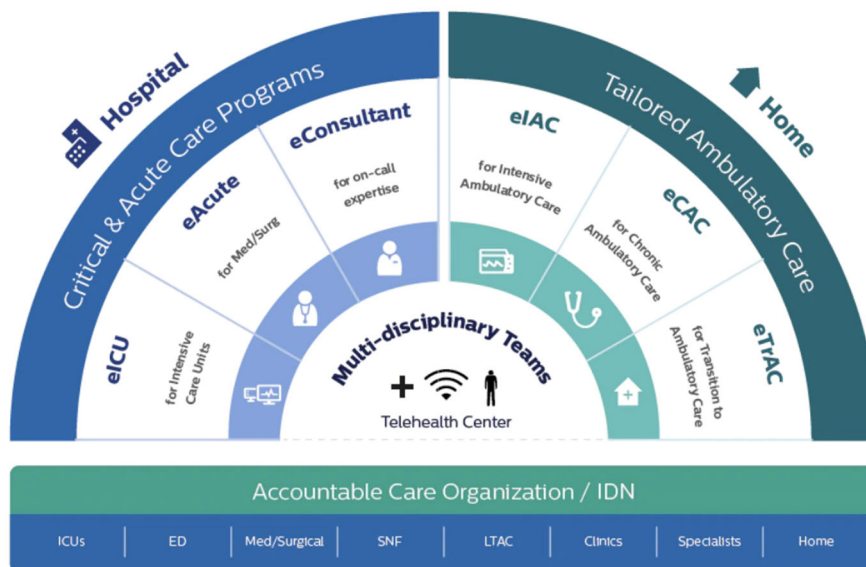 Hospital
Critical & Acute Care Programs
eICU
for Intensive
Care Units
eAcute
for Med/Surg
eConsultant
for on-call
expertise
Home
Tailored Ambulatory Care
eIAC
for Intensive
Ambulatory Care
eCAC
for Chronic
Ambulatory Care
eTrAC
for Transition to
Ambulatory Care
Multi-disciplinary Teams
Telehealth Center
Accountable Care Organization / IDN
ICUs
ED
Med/Surgical
SNF
LTAC
Clinics
Specialists
Home